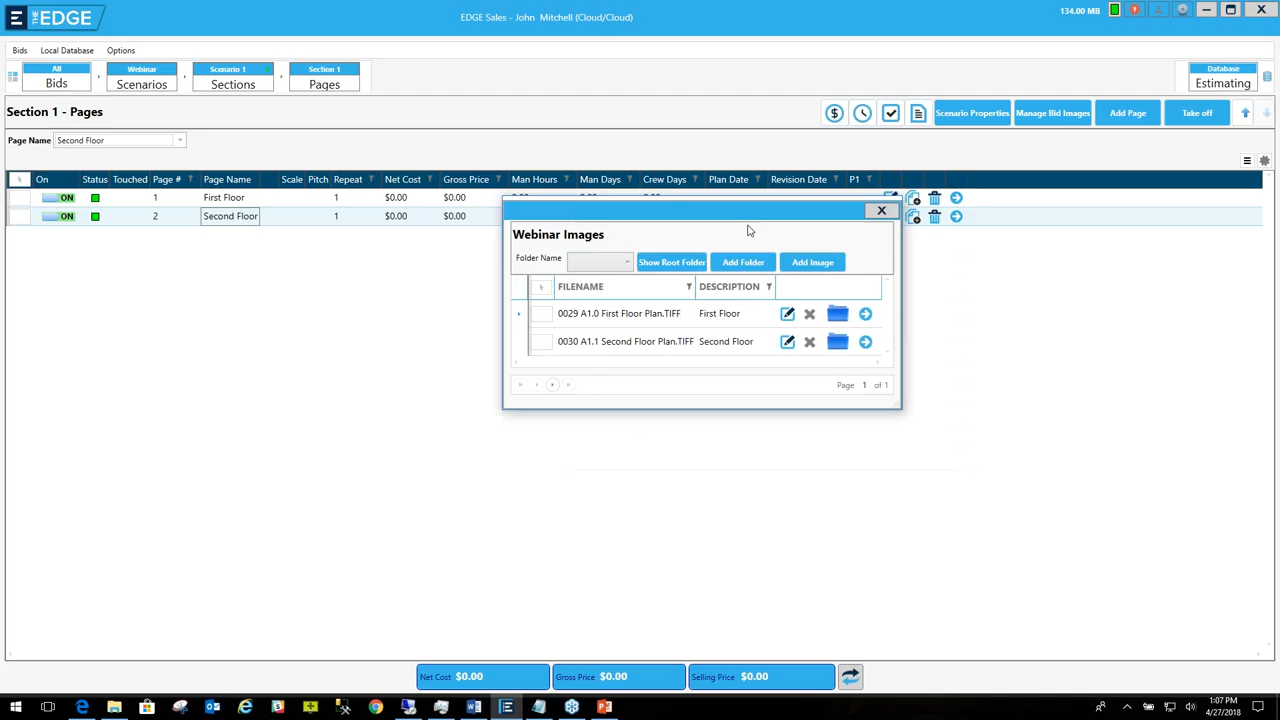 THE EDGE
EDGE Sales - John Mitchell (Cloud/Cloud)
134.00 MB
Bids Local Database Options
All
Bids
Webinar
Scenarios
Scenario 1
Sections
Section 1
Pages
Database
Estimating
Section 1 - Pages
Scenario Properties
Manage Bid Images
Add Page
Take off
Page Name Second Floor
On Status Touched Page # Page Name Scale Pitch Repeat Net Cost Gross Price Man Hours Man Days Crew Days Plan Date Revision Date P1
ON 1 First Floor 1 $0.00 $0.00
ON 2 Second Floor 1 $0.00 $0.00
X
Webinar Images
Folder Name Show Root Folder Add Folder Add Image
FILENAME DESCRIPTION
0029 A1.0 First Floor Plan.TIFF First Floor
0030 A1.1 Second Floor Plan.TIFF Second Floor
Page 1 of 1
Net Cost $0.00
Gross Price $0.00
Selling Price $0.00
1:07 PM
4/27/2018